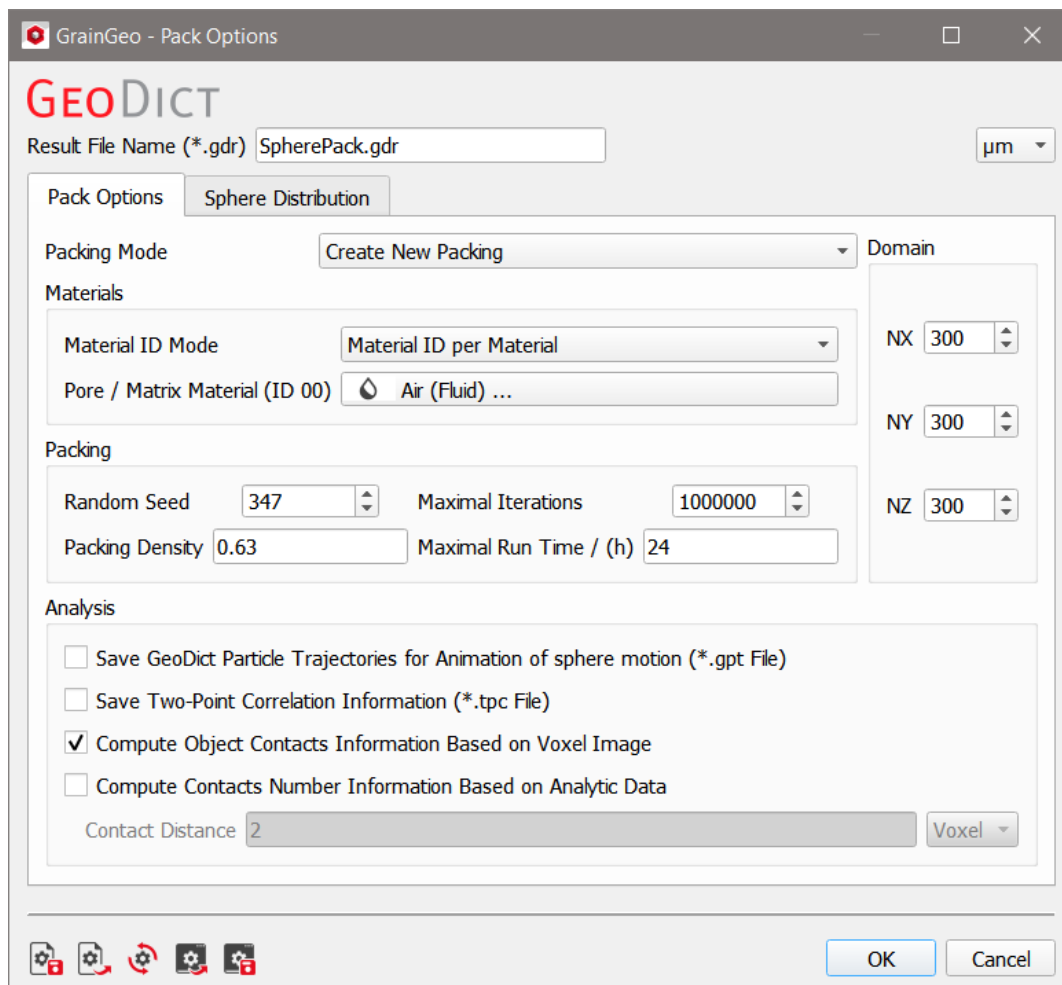 GrainGeo - Pack Options
GEODICT
Result File Name (*.gdr) SpherePack.gdr µm
Pack Options Sphere Distribution
Packing Mode Create New Packing Domain
Materials
Material ID Mode Material ID per Material NX 300
Pore / Matrix Material (ID 00) Air (Fluid) ...
NY 300
Packing
Random Seed 347 Maximal Iterations 1000000 NZ 300
Packing Density 0.63 Maximal Run Time / (h) 24
Analysis
Save GeoDict Particle Trajectories for Animation of sphere motion (*.gpt File)
Save Two-Point Correlation Information (*.tpc File)
Compute Object Contacts Information Based on Voxel Image
Compute Contacts Number Information Based on Analytic Data
Contact Distance 2 Voxel
OK Cancel